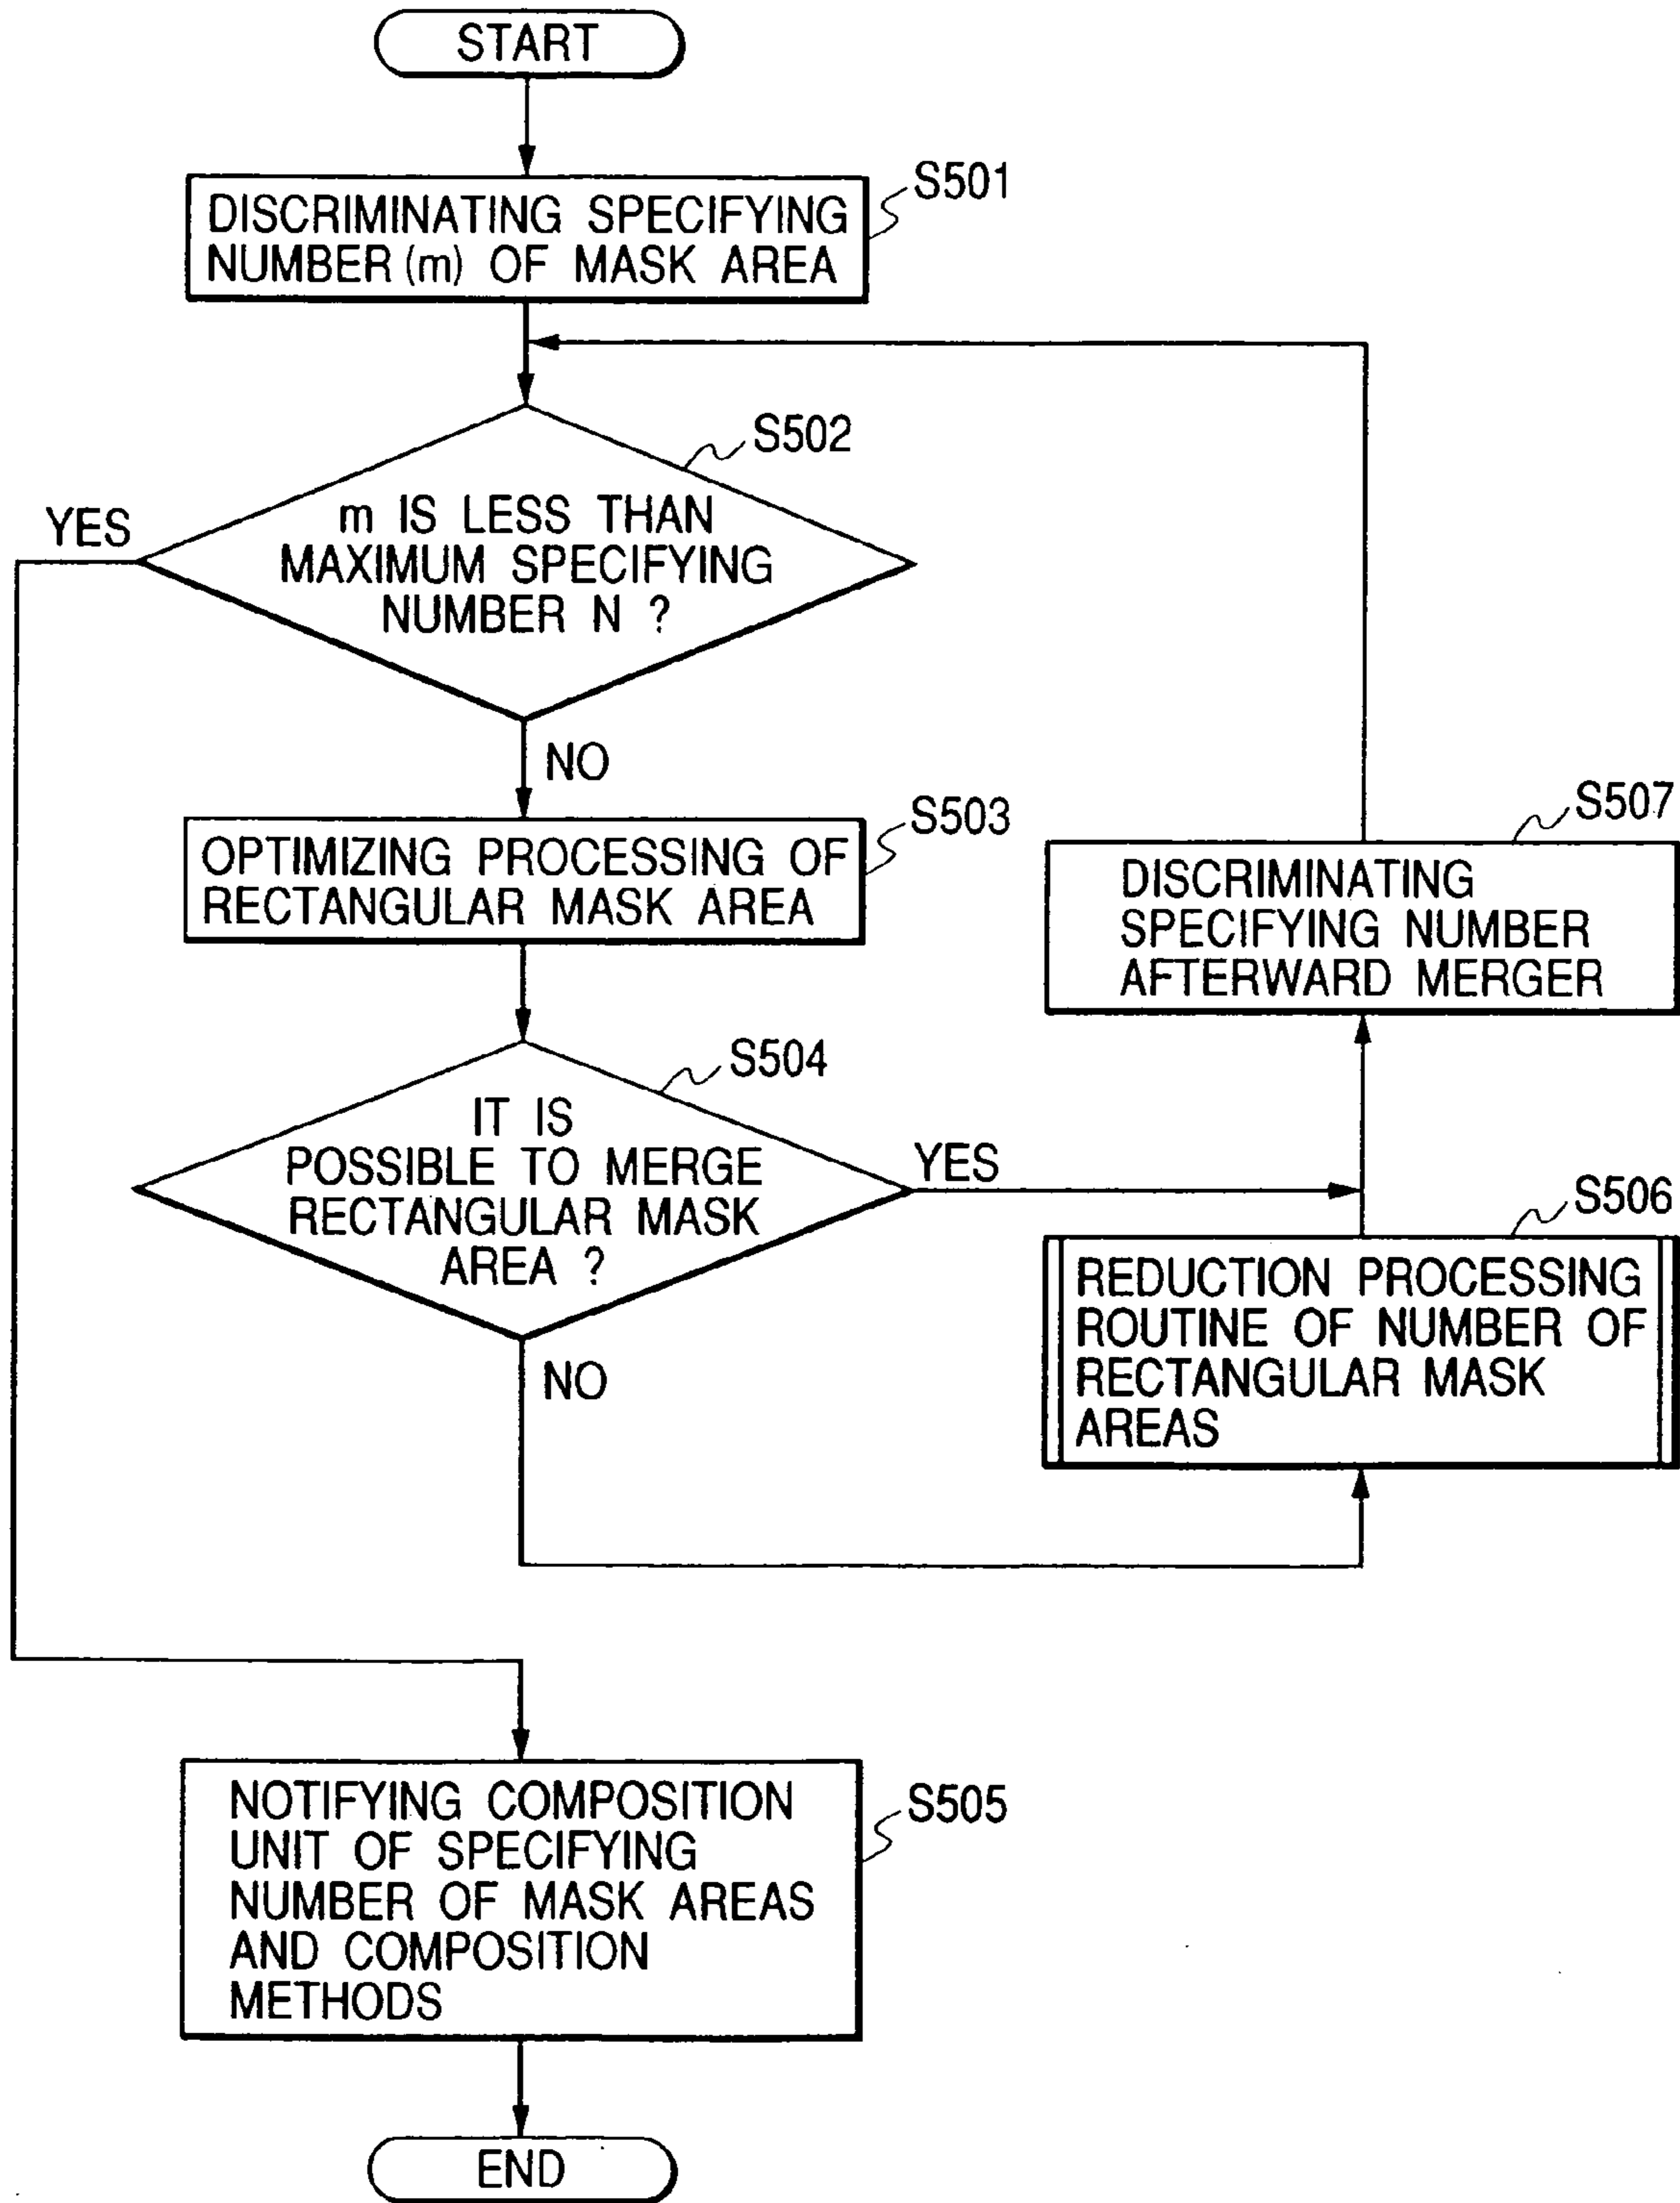 START
S501
DISCRIMINATING SPECIFYING
NUMBER (m) OF MASK AREA
S502
YES
m IS LESS THAN
MAXIMUM SPECIFYING
NUMBER N ?
NO
S503
OPTIMIZING PROCESSING OF
RECTANGULAR MASK AREA
S507
DISCRIMINATING
SPECIFYING NUMBER
AFTERWARD MERGER
S504
IT IS
POSSIBLE TO MERGE
RECTANGULAR MASK
AREA ?
YES
NO
S506
REDUCTION PROCESSING
ROUTINE OF NUMBER OF
RECTANGULAR MASK
AREAS
S505
NOTIFYING COMPOSITION
UNIT OF SPECIFYING
NUMBER OF MASK AREAS
AND COMPOSITION
METHODS
END